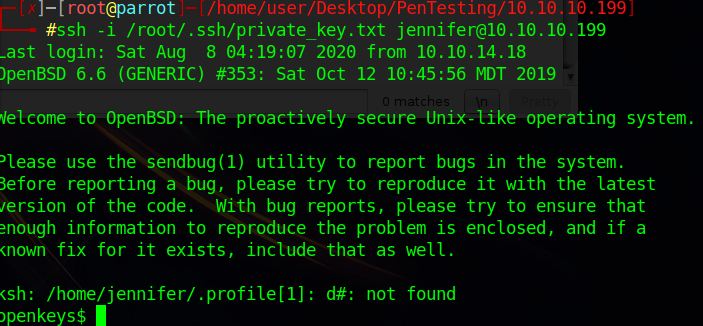 [✗]─[root@parrot]─[/home/user/Desktop/PenTesting/10.10.10.199]
#ssh -i /root/.ssh/private_key.txt jennifer@10.10.10.199
Last login: Sat Aug  8 04:19:07 2020 from 10.10.14.18
OpenBSD 6.6 (GENERIC) #353: Sat Oct 12 10:45:56 MDT 2019
0 matches \n Pretty
Welcome to OpenBSD: The proactively secure Unix-like operating system.
Please use the sendbug(1) utility to report bugs in the system.
Before reporting a bug, please try to reproduce it with the latest
version of the code.  With bug reports, please try to ensure that
enough information to reproduce the problem is enclosed, and if a
known fix for it exists, include that as well.
ksh: /home/jennifer/.profile[1]: d#: not found
openkeys$